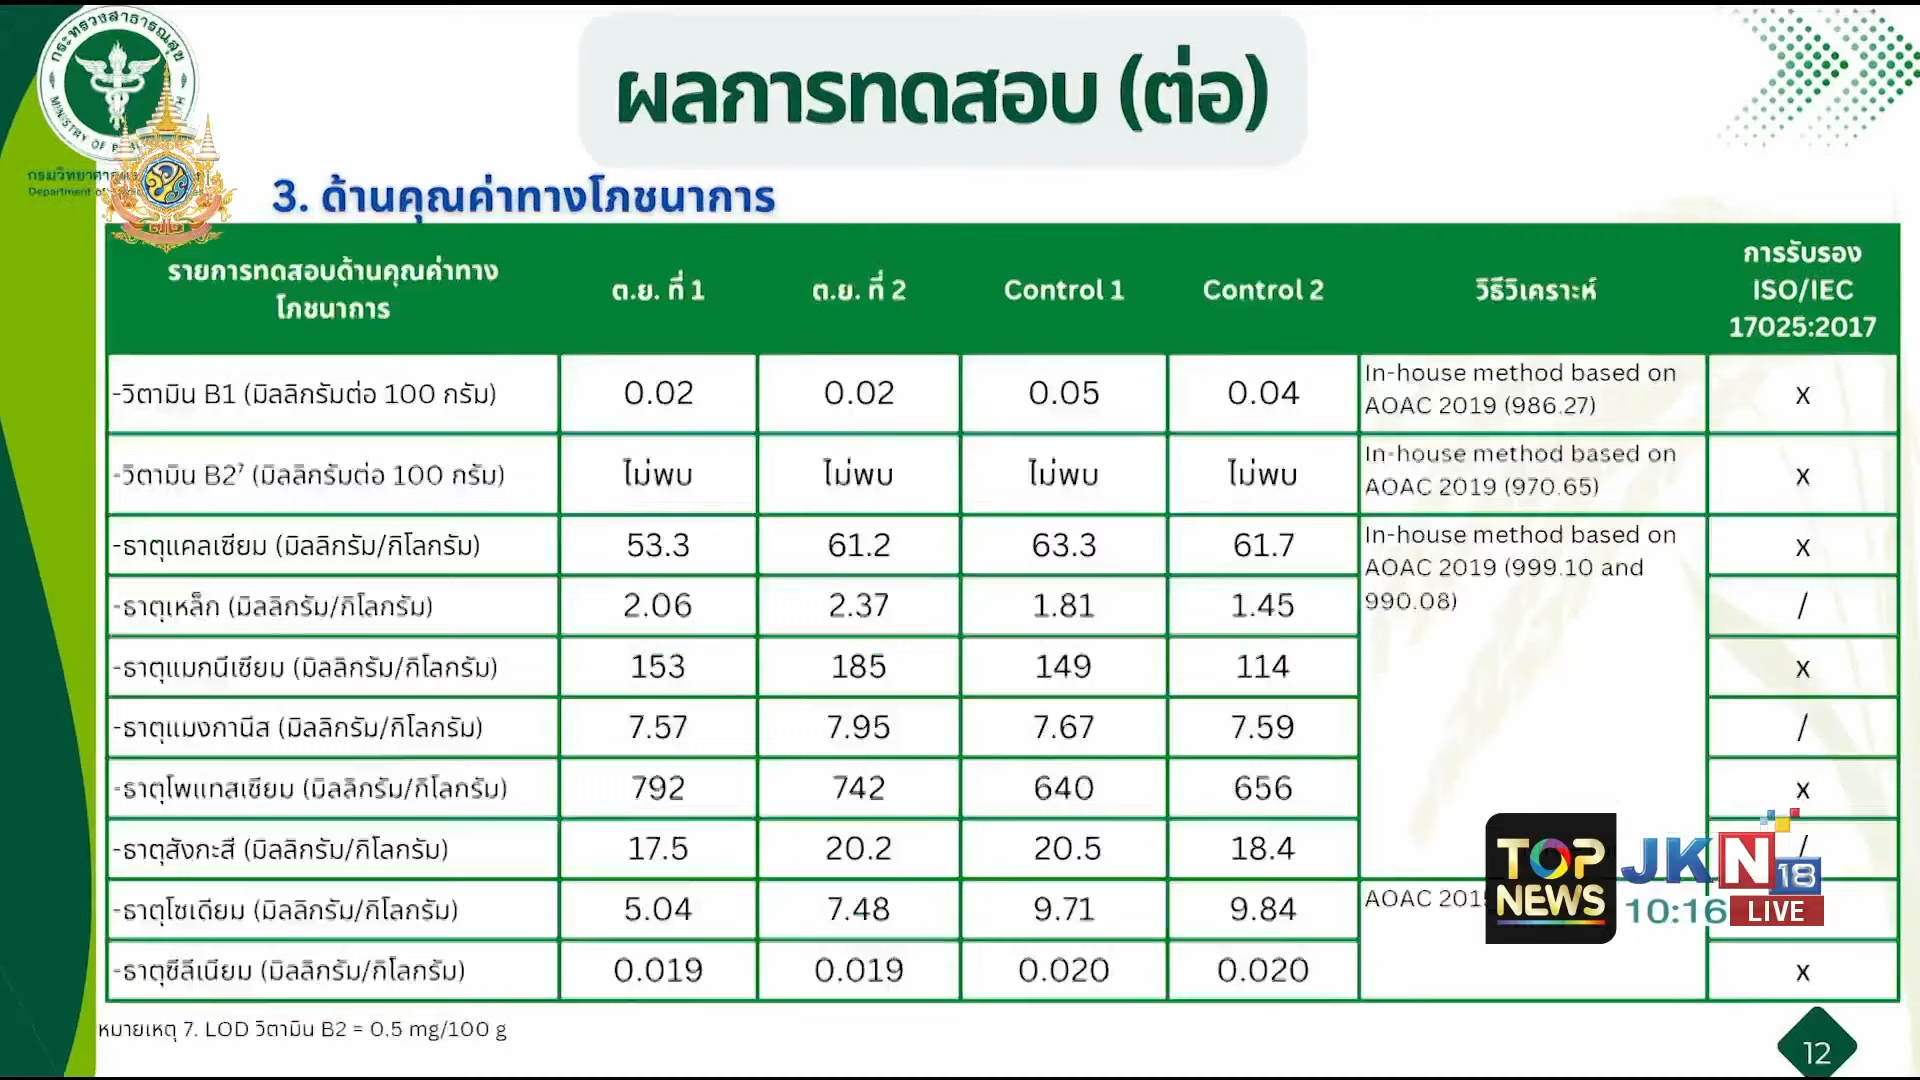 กระทรวงสาธารณสุข
MINISTRY OF
ผลการทดสอบ (ต่อ)
Department of
3. ด้านคุณค่าทางโภชนาการ
รายการทดสอบด้านคุณค่าทาง
โภชนาการ
ต.ย. ที่ 1
ต.ย. ที่ 2
Control 1
Control 2
วิธีวิเคราะห์
การรับรอง
ISO/IEC
17025:2017
-วิตามิน B1 (มิลลิกรัมต่อ 100 กรัม) 0.02 0.02 0.05 0.04 In-house method based on
AOAC 2019 (986.27) x
-วิตามิน B2⁷ (มิลลิกรัมต่อ 100 กรัม) ไม่พบ ไม่พบ ไม่พบ ไม่พบ In-house method based on
AOAC 2019 (970.65) x
-ธาตุแคลเซียม (มิลลิกรัม/กิโลกรัม) 53.3 61.2 63.3 61.7 In-house method based on
AOAC 2019 (999.10 and
990.08) x
-ธาตุเหล็ก (มิลลิกรัม/กิโลกรัม) 2.06 2.37 1.81 1.45 /
-ธาตุแมกนีเซียม (มิลลิกรัม/กิโลกรัม) 153 185 149 114 x
-ธาตุแมงกานีส (มิลลิกรัม/กิโลกรัม) 7.57 7.95 7.67 7.59 /
-ธาตุโพแทสเซียม (มิลลิกรัม/กิโลกรัม) 792 742 640 656 x
-ธาตุสังกะสี (มิลลิกรัม/กิโลกรัม) 17.5 20.2 20.5 18.4 /
-ธาตุโซเดียม (มิลลิกรัม/กิโลกรัม) 5.04 7.48 9.71 9.84 AOAC
-ธาตุซีลีเนียม (มิลลิกรัม/กิโลกรัม) 0.019 0.019 0.020 0.020 x
TOP
NEWS
JKN
18
10:16 LIVE
หมายเหตุ 7. LOD วิตามิน B2 = 0.5 mg/100 g
12